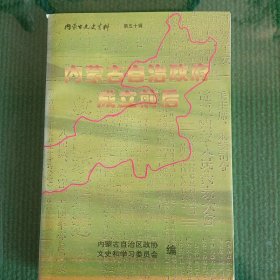 内蒙古文史资料 第五十辑
内蒙古自治政府
成立前后
内蒙古自治区政协
文史和学习委员会
编